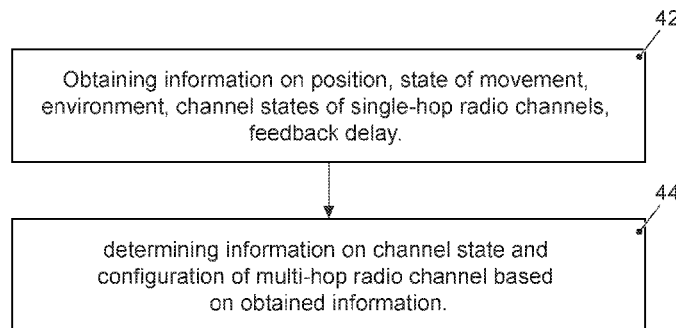 42
Obtaining information on position, state of movement,
environment, channel states of single-hop radio channels,
feedback delay.
44
determining information on channel state and
configuration of multi-hop radio channel based
on obtained information.